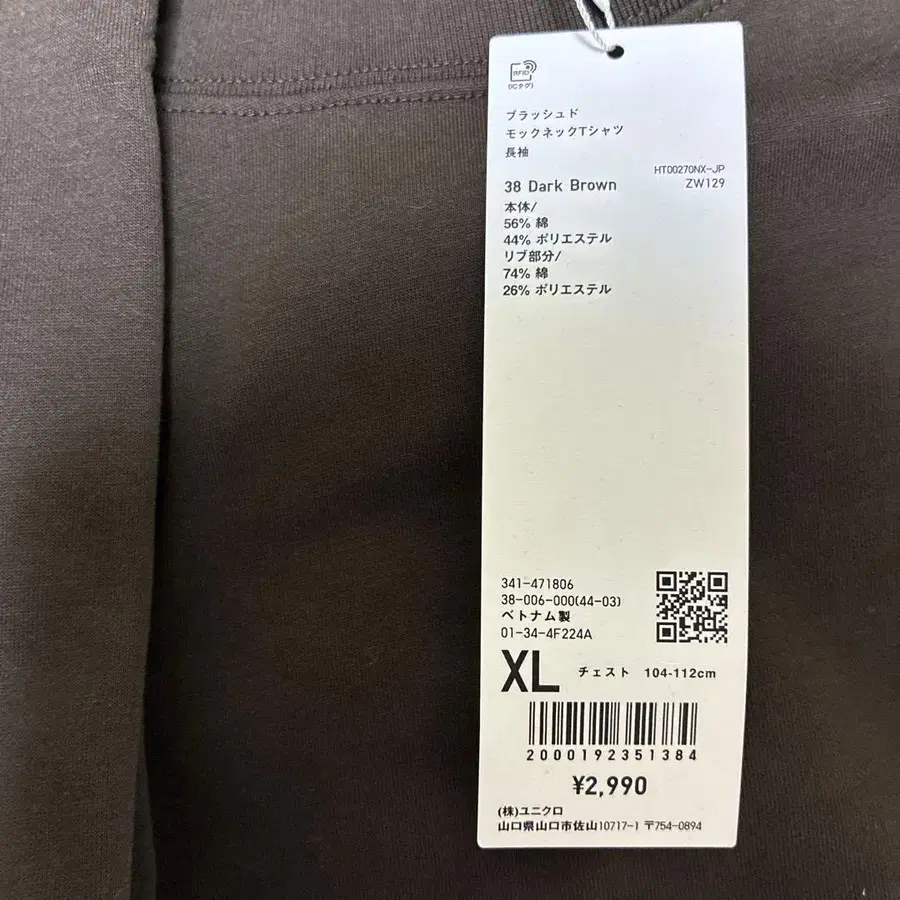 RFID
(ICタグ)
ブラッシュド
モックネックTシャツ
長袖
HT00270NX-JP
38 Dark Brown
ZW129
本体/
56% 綿
44% ポリエステル
リブ部分/
74% 綿
26% ポリエステル
341-471806
38-006-000(44-03)
ベトナム製
01-34-4F224A
XL チェスト 104-112cm
2000192351384
¥2,990
(株)ユニクロ
山口県山口市佐山10717-1 〒754-0894